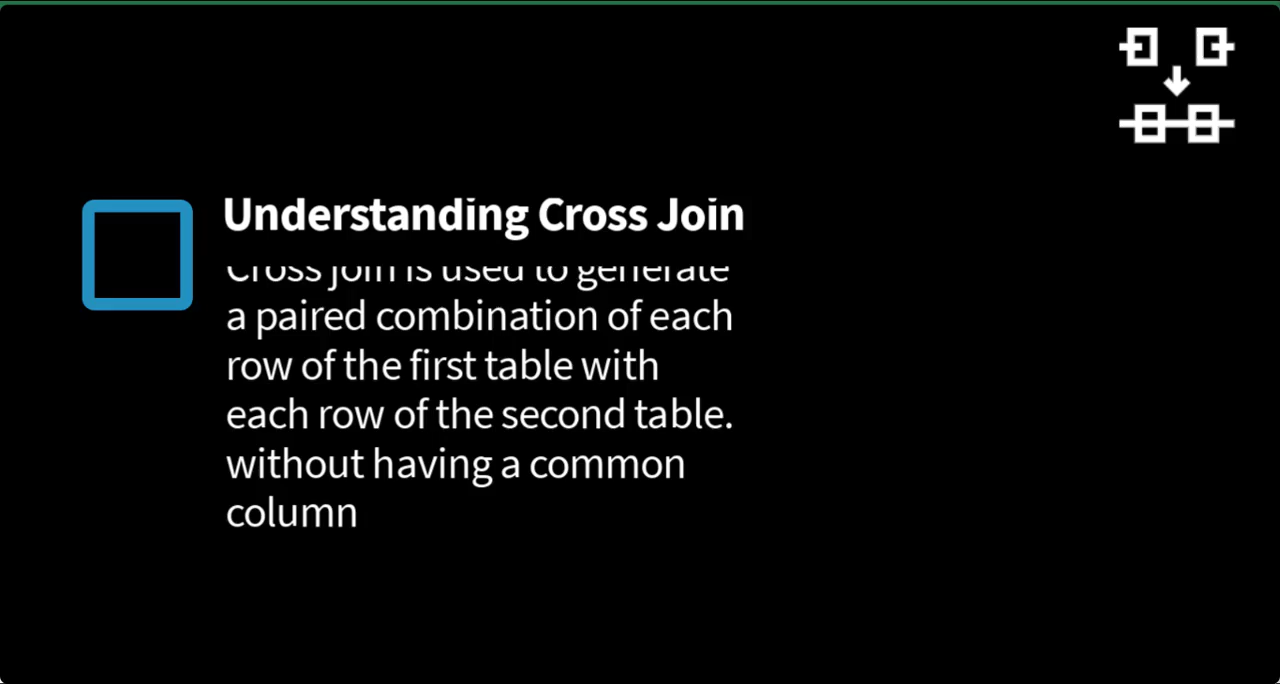 Understanding Cross Join
Cross join is used to generate
a paired combination of each
row of the first table with
each row of the second table.
without having a common
column